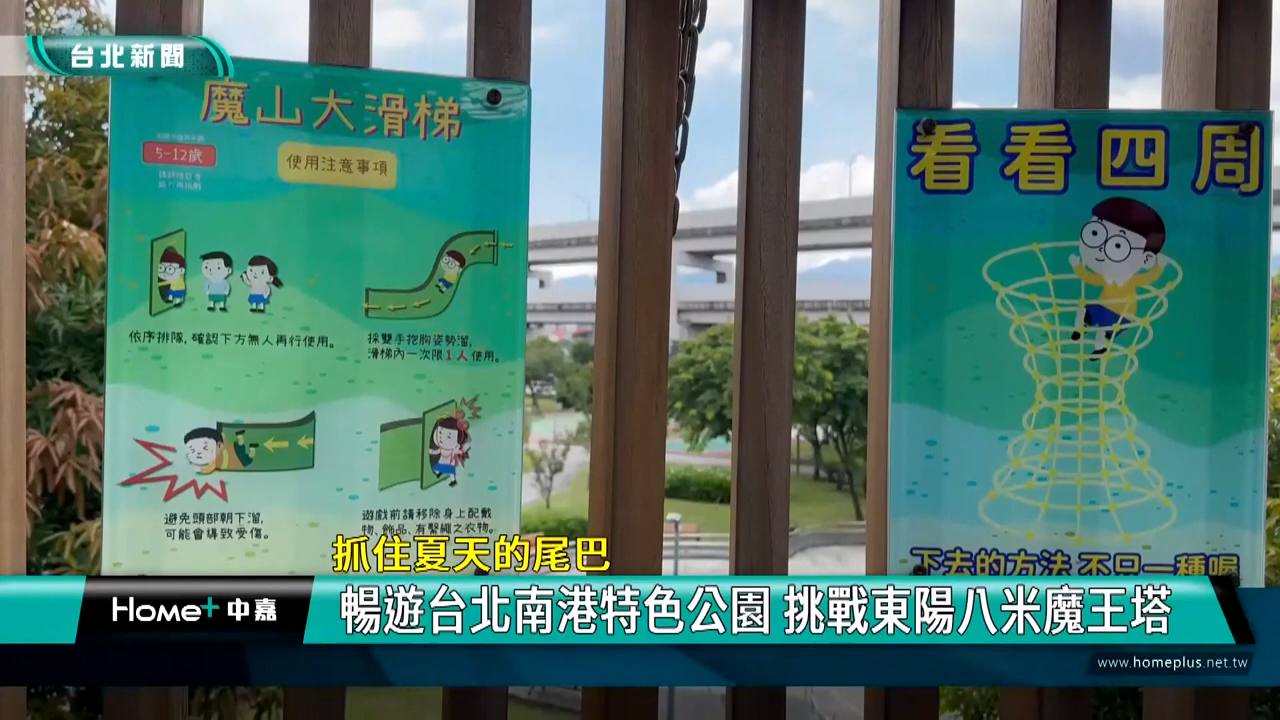 台北新聞
魔山大滑梯
5-12歲
使用注意事項
依序排隊,確認下方無人再行使用。
採雙手抱胸姿勢溜,
滑梯內一次限1人使用。
避免頭部朝下溜,
可能會導致受傷。
遊戲前請移除身上配戴
物、飾品、有繫繩之衣物。
看看四周
下去的方法 不只一種喔
抓住夏天的尾巴
Home+中嘉
暢遊台北南港特色公園 挑戰東陽八米魔王塔
www.homeplus.net.tw